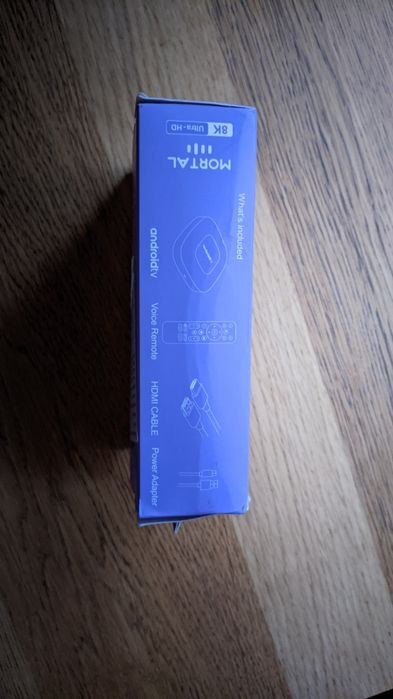 MORTAL
8K Ultra-HD
What's included
androidtv
Voice Remote
HDMI CABLE
Power Adapter